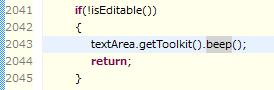 2041 if(!isEditable())
2042 {
2043 textArea.getToolkit().beep();
2044 return;
2045 }